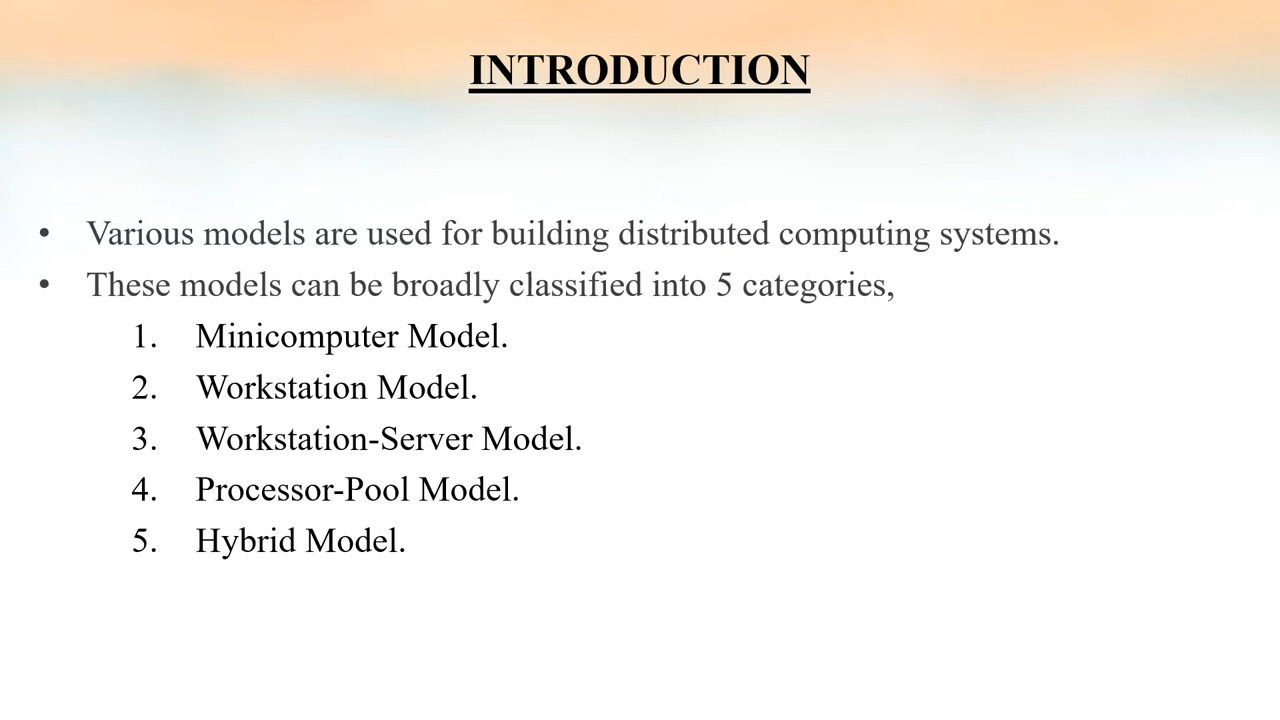 INTRODUCTION
• Various models are used for building distributed computing systems.
• These models can be broadly classified into 5 categories,
1. Minicomputer Model.
2. Workstation Model.
3. Workstation-Server Model.
4. Processor-Pool Model.
5. Hybrid Model.